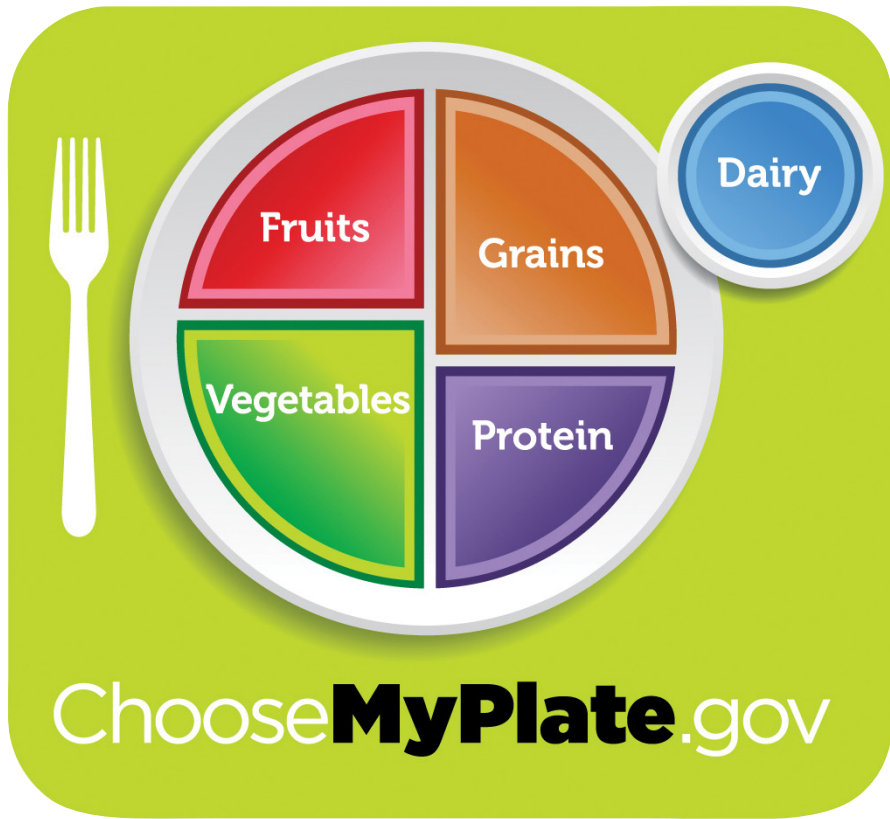 Dairy
Fruits
Grains
Vegetables
Protein
ChooseMyPlate.gov